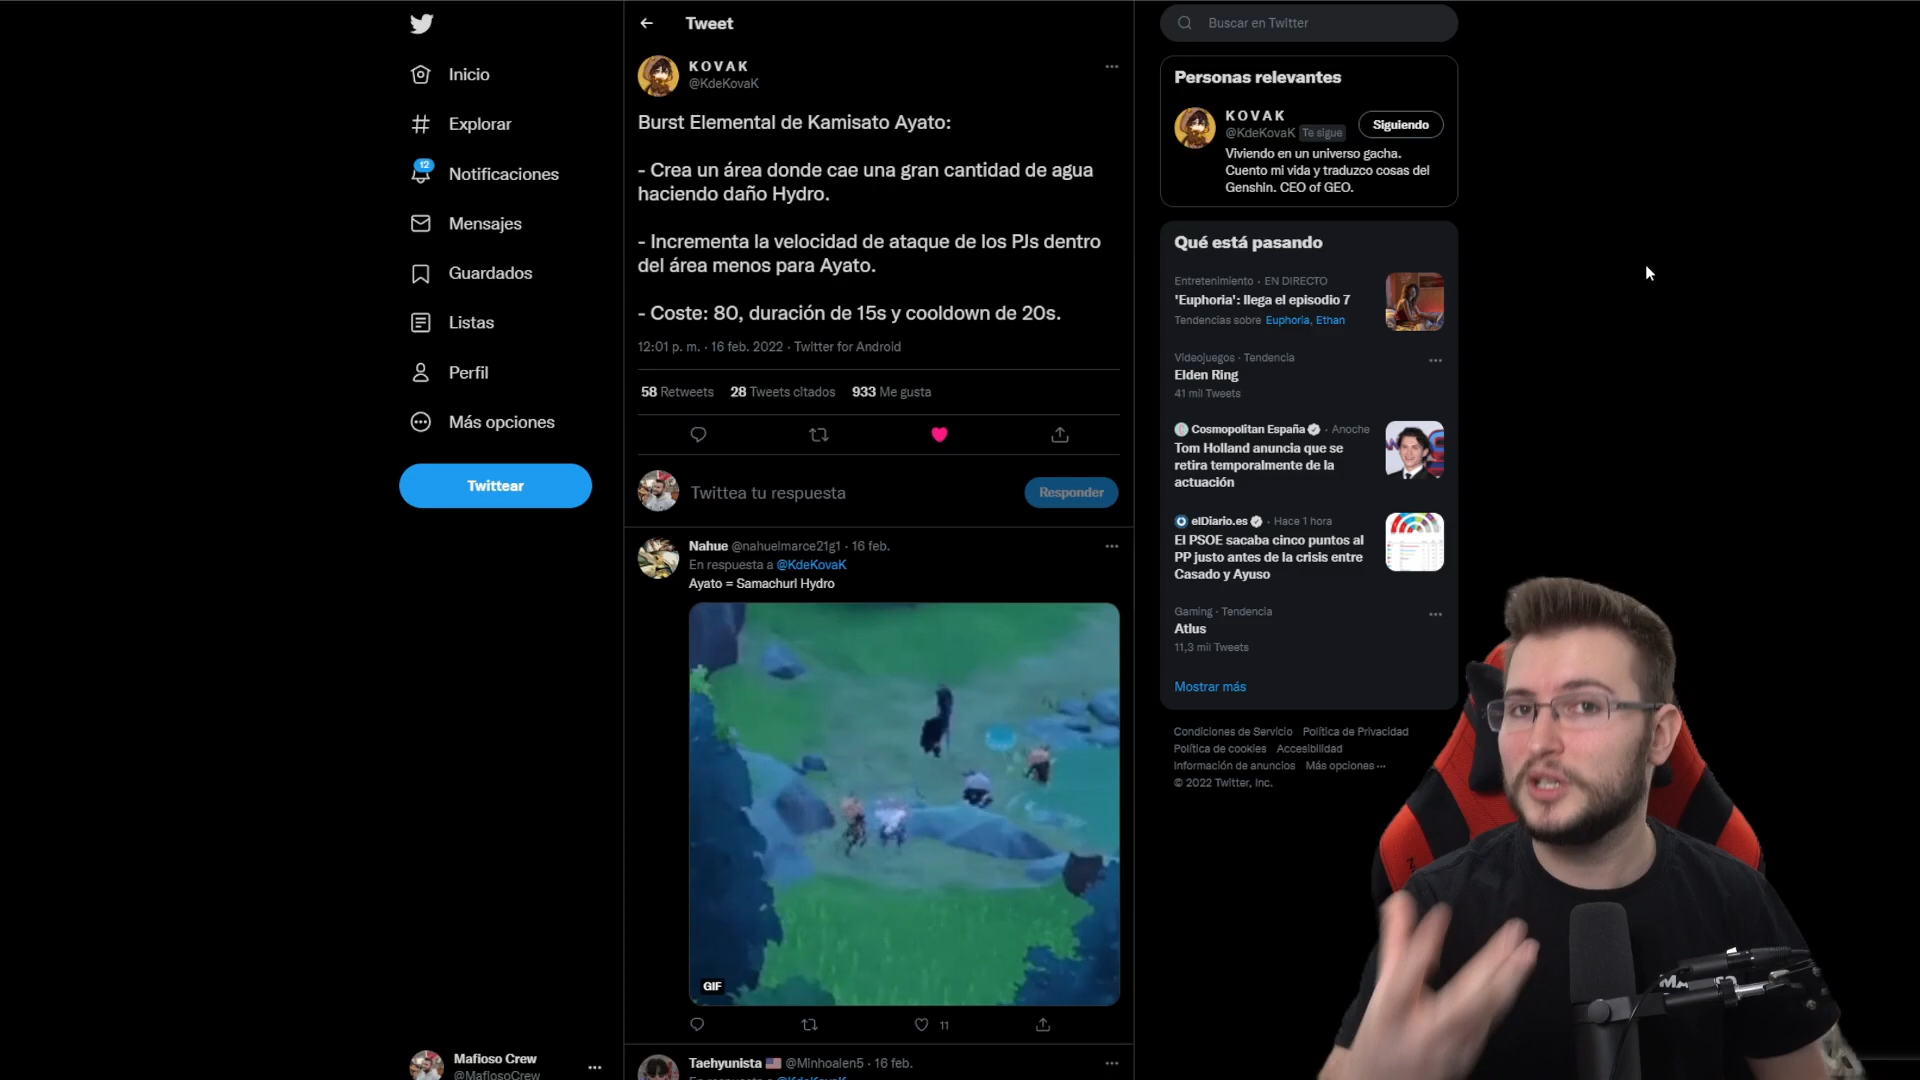 Inicio
Explorar
12
Notificaciones
Mensajes
Guardados
Listas
Perfil
Más opciones
Twittear
Mafioso Crew
@MafiosoCrew
Tweet
K O V A K
@KdeKovaK
Burst Elemental de Kamisato Ayato:
- Crea un área donde cae una gran cantidad de agua
haciendo daño Hydro.
- Incrementa la velocidad de ataque de los PJs dentro
del área menos para Ayato.
- Coste: 80, duración de 15s y cooldown de 20s.
12:01 p. m. · 16 feb. 2022 · Twitter for Android
58 Retweets 28 Tweets citados 933 Me gusta
Twittea tu respuesta
Responder
Nahue @nahuelmarce21g1 · 16 feb.
En respuesta a @KdeKovaK
Ayato = Samachurl Hydro
GIF
11
Taehyunista @Minhoalen5 · 16 feb.
En respuesta a @KdeKovaK
Buscar en Twitter
Personas relevantes
K O V A K
@KdeKovaK Te sigue
Siguiendo
Viviendo en un universo gacha.
Cuento mi vida y traduzco cosas del
Genshin. CEO of GEO.
Qué está pasando
Entretenimiento · EN DIRECTO
'Euphoria': llega el episodio 7
Tendencias sobre Euphoria, Ethan
Videojuegos · Tendencia
Elden Ring
41 mil Tweets
Cosmopolitan España · Anoche
Tom Holland anuncia que se
retira temporalmente de la
actuación
elDiario.es · Hace 1 hora
El PSOE sacaba cinco puntos al
PP justo antes de la crisis entre
Casado y Ayuso
Gaming · Tendencia
Atlus
11,3 mil Tweets
Mostrar más
Condiciones de Servicio Política de Privacidad
Política de cookies Accesibilidad
Información de anuncios Más opciones ···
© 2022 Twitter, Inc.